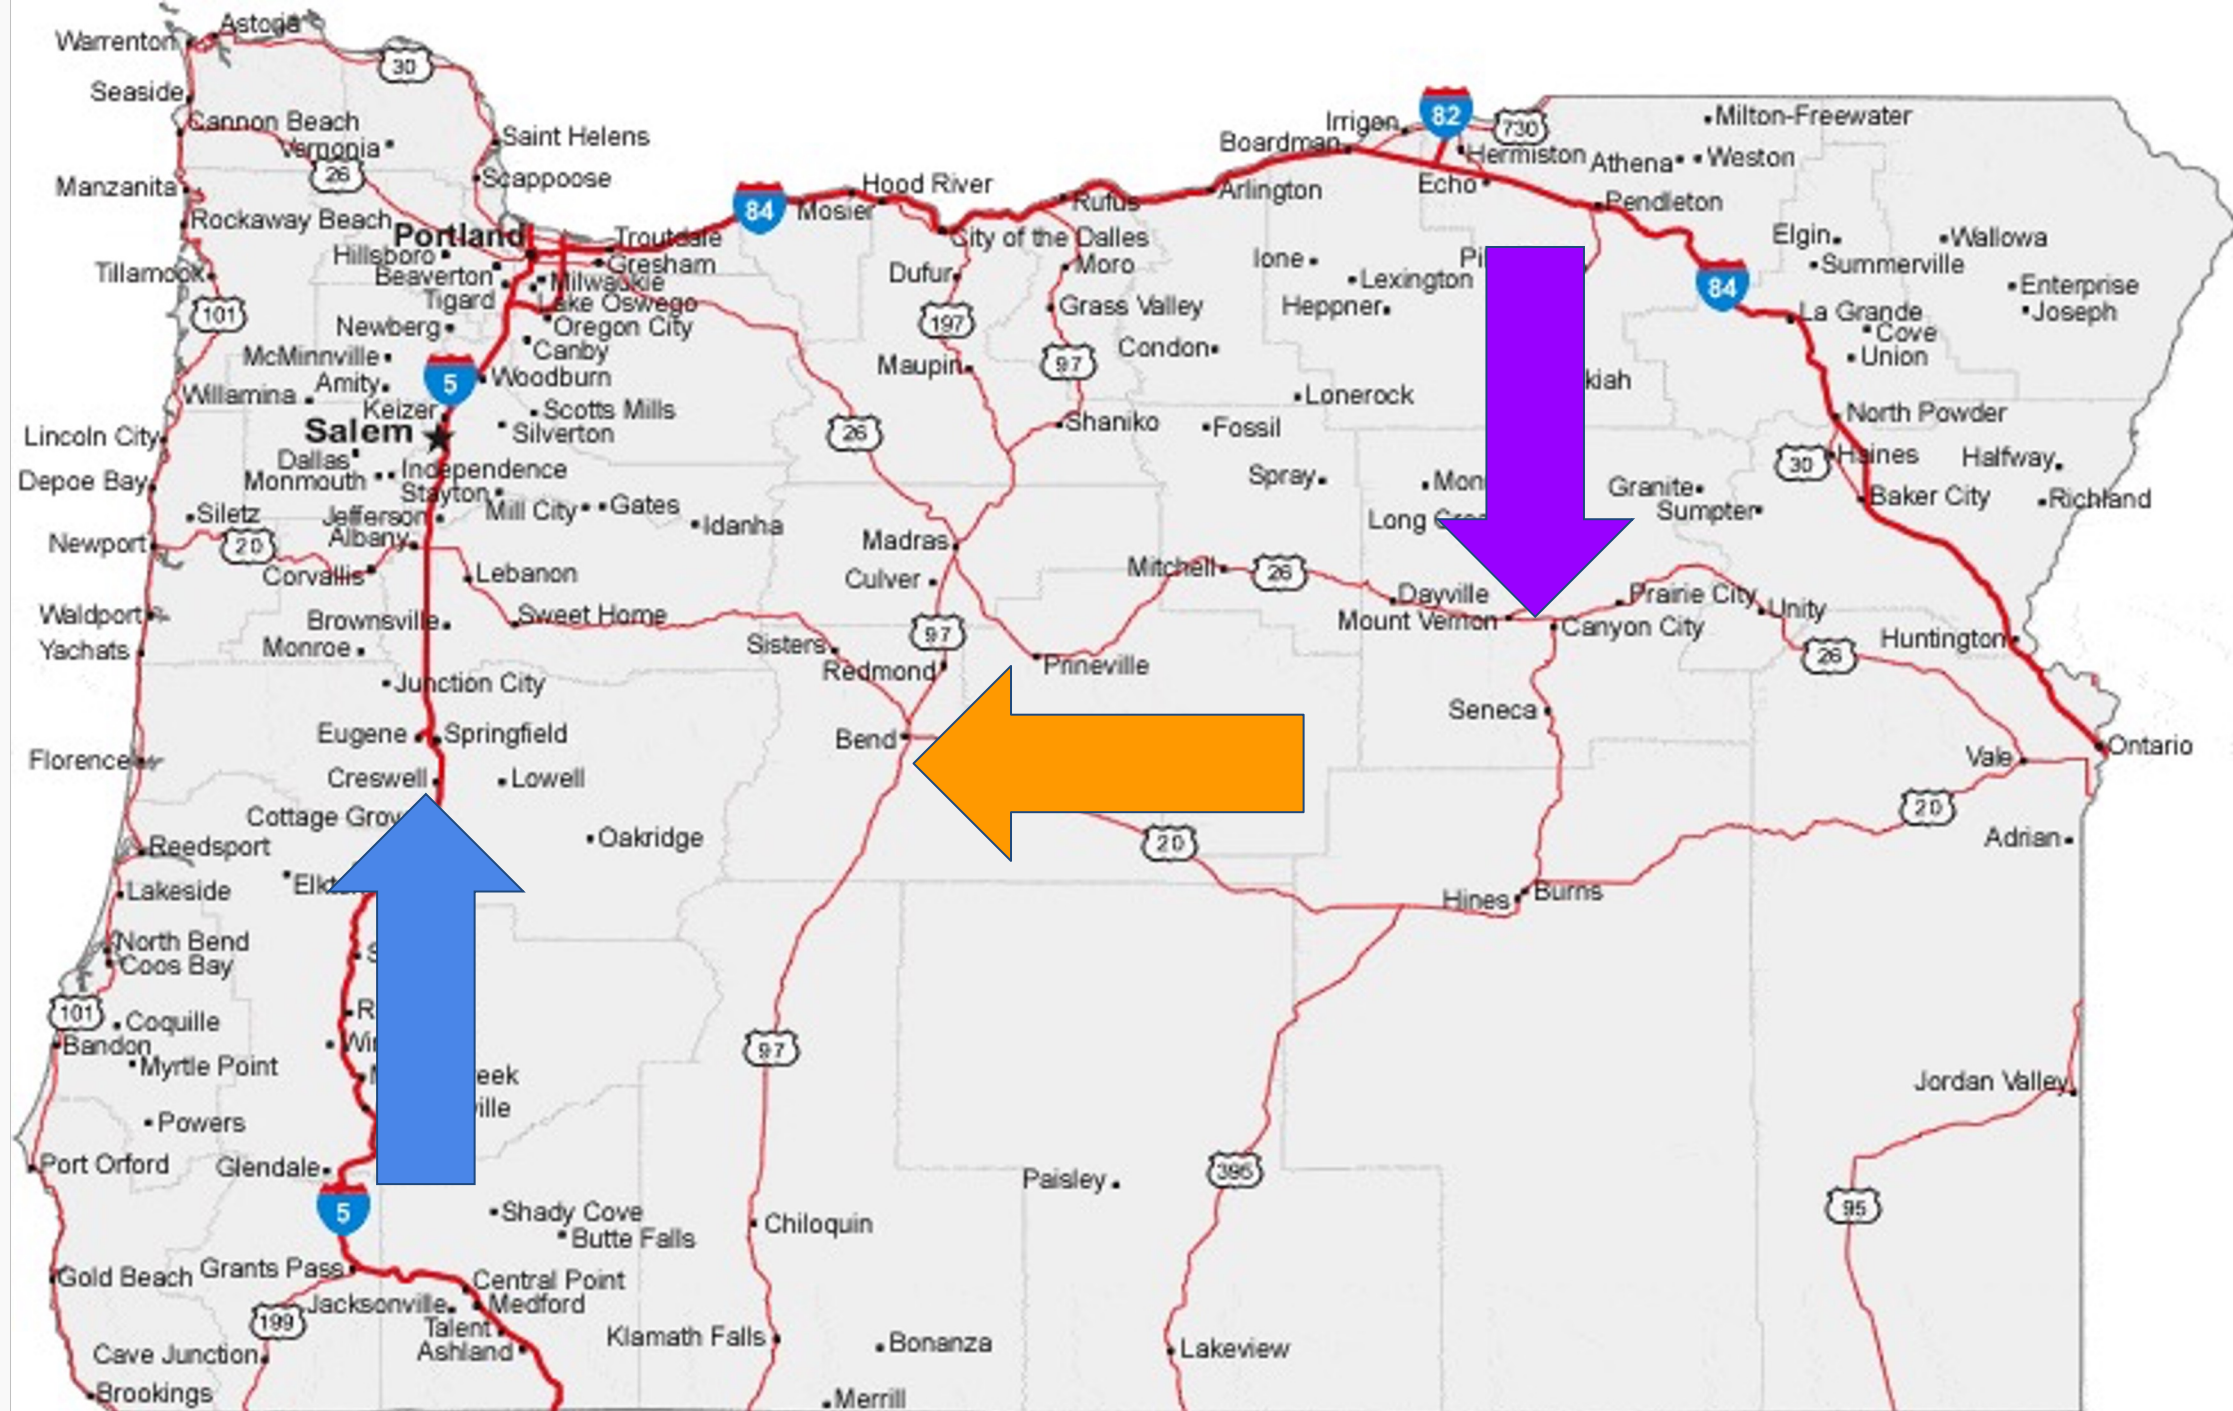 Astoria
Warrenton
30
Seaside
Cannon Beach
Vernonia
Saint Helens
26
Scappoose
Manzanita
Rockaway Beach
Portland
Hillsboro
Troutdale
Gresham
Beaverton
Milwaukie
Tillamook
Tigard
Lake Oswego
101
Newberg
Oregon City
McMinnville
Canby
5
Woodburn
Willamina
Amity
Keizer
Scotts Mills
Salem
Silverton
Lincoln City
Dallas
Independence
Depoe Bay
Monmouth
Stayton
Mill City
Gates
Idanha
Siletz
Jefferson
Newport
20
Albany
Corvallis
Lebanon
Waldport
Brownsville
Sweet Home
Yachats
Monroe
Junction City
Eugene
Springfield
Florence
Creswell
Lowell
Cottage Grov
Oakridge
Reedsport
Elkt
Lakeside
North Bend
Coos Bay
S
101
R
Coquille
Bandon
Win
Myrtle Point
M
eek
ville
Powers
Port Orford
Glendale
5
Shady Cove
Butte Falls
Gold Beach
Grants Pass
Central Point
Jacksonville
Medford
199
Talent
Cave Junction
Ashland
Brookings
84
Mosier
Hood River
City of the Dalles
Rufus
Arlington
Boardman
Irrigon
82
730
Hermiston
Echo
Milton-Freewater
Athena
Weston
Pendleton
Dufur
Moro
197
Grass Valley
Maupin
97
Condon
Ione
Lexington
Heppner
Pi
kiah
Lonerock
Shaniko
Fossil
26
Spray
Mon
Long Cree
Madras
Culver
Mitchell
26
Dayville
Mount Vernon
Canyon City
Prairie City
Unity
97
Sisters
Redmond
Prineville
Bend
Seneca
20
Hines
Burns
97
395
Paisley
Chiloquin
Klamath Falls
Bonanza
Merrill
Lakeview
Elgin
Wallowa
Summerville
84
Enterprise
Joseph
La Grande
Cove
Union
North Powder
30
Haines
Halfway
Granite
Sumpter
Baker City
Richland
Huntington
26
Ontario
Vale
20
Adrian
Jordan Valley
95